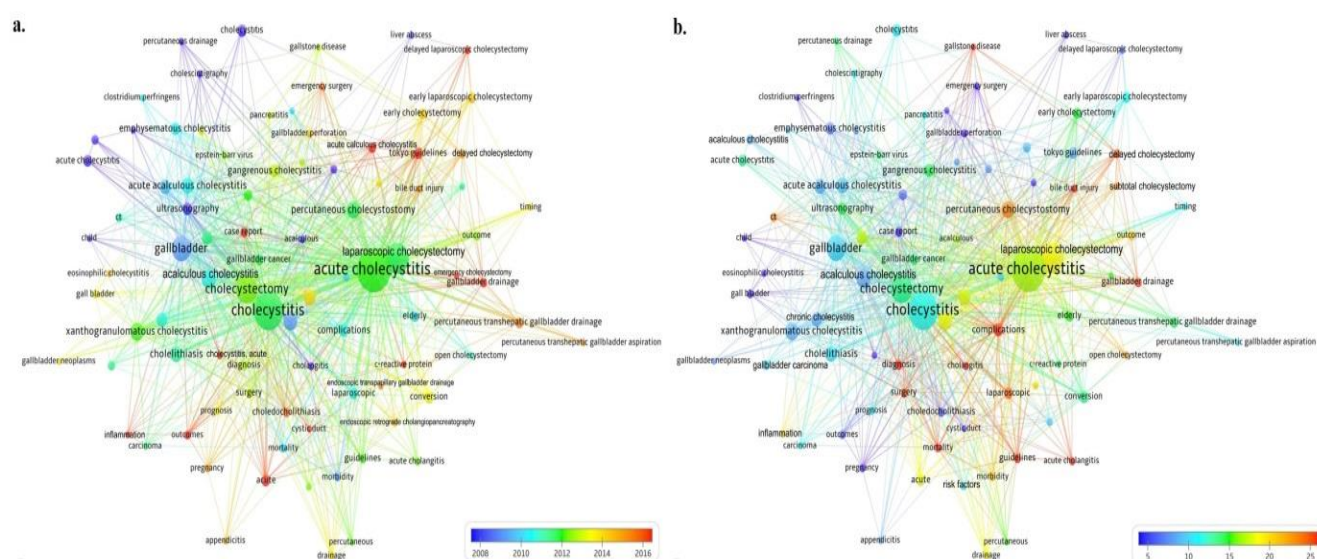 a.
cholecystitis
percutaneous drainage
gallstone disease
liver abscess
delayed laparoscopic cholecystectomy
cholescintigraphy
emergency surgery
clostridium perfringens
early laparoscopic cholecystectomy
pancreatitis
early cholecystectomy
emphysematous cholecystitis
gallbladder perforation
acute calculous cholecystitis
acute cholecystitis
epstein-barr virus
tokyo guidelines
delayed cholecystectomy
gangrenous cholecystitis
acute acalculous cholecystitis
bile duct injury
ct
ultrasonography
percutaneous cholecystostomy
timing
child
case report
acalculous
outcome
gallbladder
laparoscopic cholecystectomy
gallbladder cancer
acute cholecystitis
eosinophilic cholecystitis
acalculous cholecystitis
emergency cholecystectomy
gallbladder drainage
gall bladder
cholecystectomy
cholecystitis
elderly
xanthogranulomatous cholecystitis
complications
percutaneous transhepatic gallbladder drainage
percutaneous transhepatic gallbladder aspiration
gallbladder neoplasms
cholelithiasis
cholecystitis, acute
open cholecystectomy
diagnosis
cholangitis
c-reactive protein
endoscopic transpapillary gallbladder drainage
surgery
laparoscopic
conversion
prognosis
choledocholithiasis
endoscopic retrograde cholangiopancreatography
inflammation
outcomes
cystic duct
carcinoma
mortality
guidelines
acute cholangitis
pregnancy
acute
morbidity
appendicitis
percutaneous
drainage
2008 2010 2012 2014 2016
b.
cholecystitis
percutaneous drainage
gallstone disease
liver abscess
delayed laparoscopic cholecystectomy
cholescintigraphy
emergency surgery
clostridium perfringens
early laparoscopic cholecystectomy
pancreatitis
early cholecystectomy
emphysematous cholecystitis
gallbladder perforation
acalculous cholecystitis
acute cholecystitis
epstein-barr virus
tokyo guidelines
delayed cholecystectomy
gangrenous cholecystitis
acute acalculous cholecystitis
bile duct injury
subtotal cholecystectomy
ultrasonography
percutaneous cholecystostomy
timing
ct
case report
child
acalculous
outcome
gallbladder
laparoscopic cholecystectomy
gallbladder cancer
acute cholecystitis
eosinophilic cholecystitis
acalculous cholecystitis
gallbladder drainage
gall bladder
cholecystectomy
cholecystitis
chronic cholecystitis
elderly
percutaneous transhepatic gallbladder drainage
xanthogranulomatous cholecystitis
complications
percutaneous transhepatic gallbladder aspiration
gallbladder neoplasms
cholelithiasis
gallbladder carcinoma
open cholecystectomy
diagnosis
cholangitis
c-reactive protein
surgery
laparoscopic
conversion
prognosis
choledocholithiasis
inflammation
outcomes
cystic duct
carcinoma
mortality
guidelines
acute cholangitis
pregnancy
acute
risk factors
morbidity
appendicitis
percutaneous
drainage
5 10 15 20 25